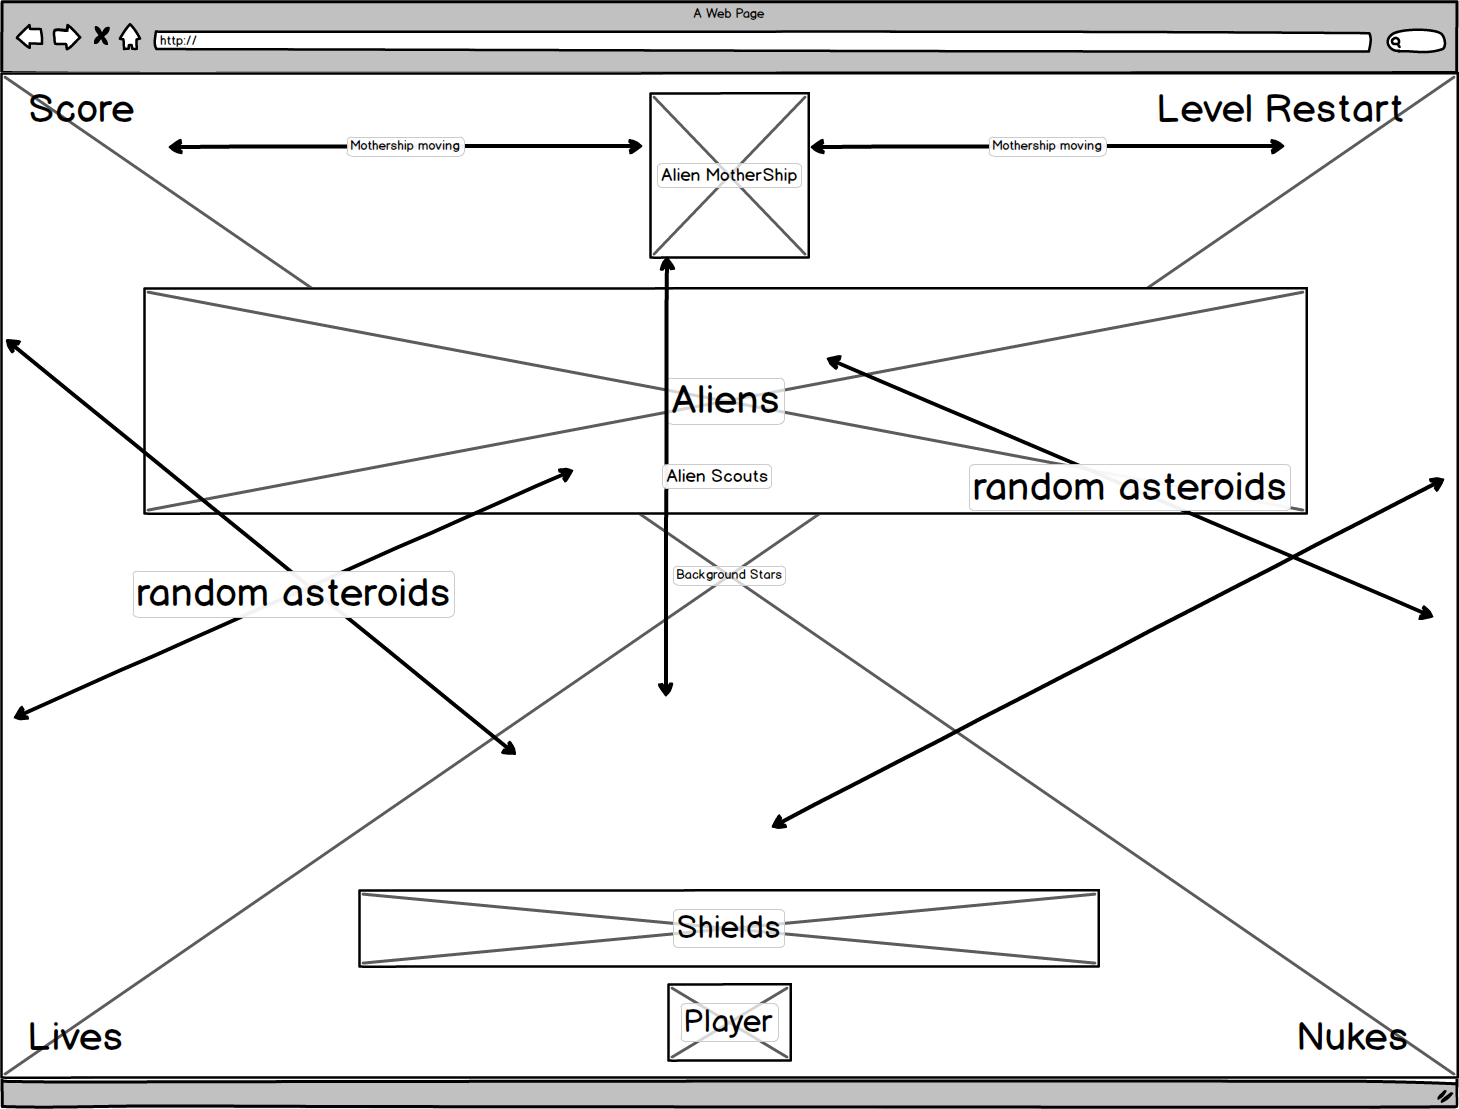 A Web Page
http://
Score
Level Restart
Mothership moving
Mothership moving
Alien MotherShip
Aliens
Alien Scouts
random asteroids
Background Stars
random asteroids
Shields
Player
Lives
Nukes